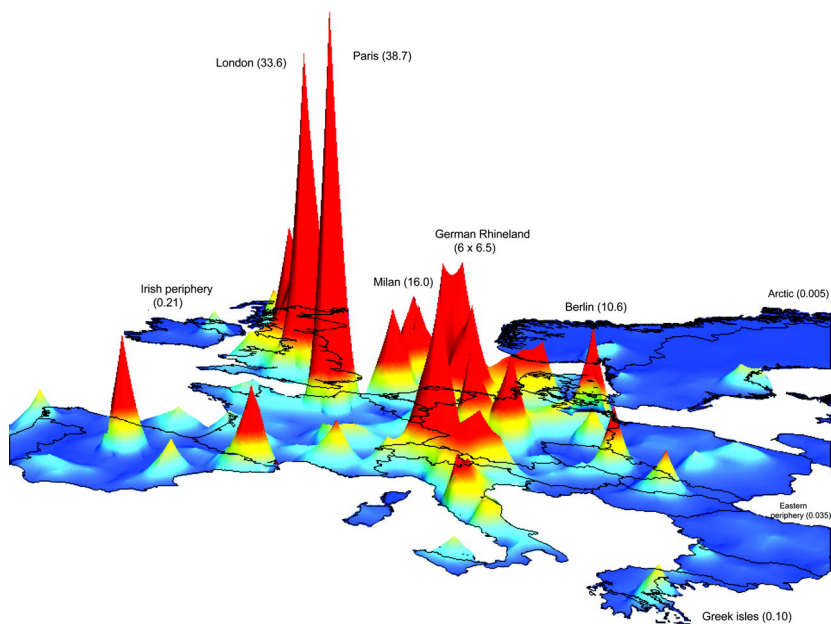 Paris (38.7)
London (33.6)
German Rhineland
(6 x 6.5)
Milan (16.0)
Irish periphery
(0.21)
Arctic (0.005)
Berlin (10.6)
Eastern
periphery (0.035)
Greek isles (0.10)